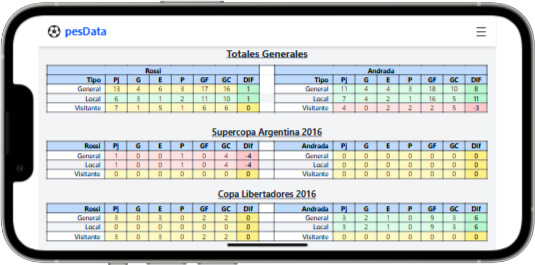 pesData
Totales Generales
Rossi Andrada
Tipo Pj G E P GF GC Dif Tipo Pj G E P GF GC Dif
General 13 4 6 3 17 16 1 General 11 4 4 3 18 10 8
Local 6 3 1 2 11 10 1 Local 7 4 2 1 16 5 11
Visitante 7 1 5 1 6 6 0 Visitante 4 0 2 2 2 5 -3
Supercopa Argentina 2016
Rossi Pj G E P GF GC Dif Andrada Pj G E P GF GC Dif
General 1 0 0 1 0 4 -4 General 0 0 0 0 0 0 0
Local 1 0 0 1 0 4 -4 Local 0 0 0 0 0 0 0
Visitante 0 0 0 0 0 0 0 Visitante 0 0 0 0 0 0 0
Copa Libertadores 2016
Rossi Pj G E P GF GC Dif Andrada Pj G E P GF GC Dif
General 3 0 3 0 2 2 0 General 3 2 1 0 9 3 6
Local 0 0 0 0 0 0 0 Local 3 2 1 0 9 3 6
Visitante 3 0 3 0 2 2 0 Visitante 0 0 0 0 0 0 0